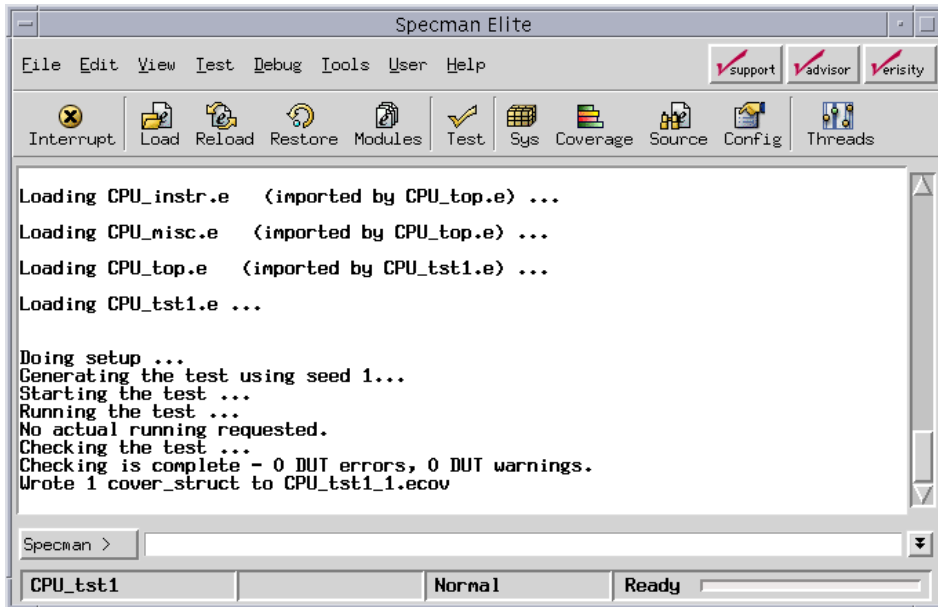 Specman Elite
File Edit View Test Debug Tools User Help
support advisor erisity
Interrupt Load Reload Restore Modules Test Sys Coverage Source Config Threads
Loading CPU_instr.e (imported by CPU_top.e) ...
Loading CPU_misc.e (imported by CPU_top.e) ...
Loading CPU_top.e (imported by CPU_tst1.e) ...
Loading CPU_tst1.e ...
Doing setup ...
Generating the test using seed 1...
Starting the test ...
Running the test ...
No actual running requested.
Checking the test ...
Checking is complete - 0 DUT errors, 0 DUT warnings.
Wrote 1 cover_struct to CPU_tst1_1.ecov
Specman >
CPU_tst1 Normal Ready